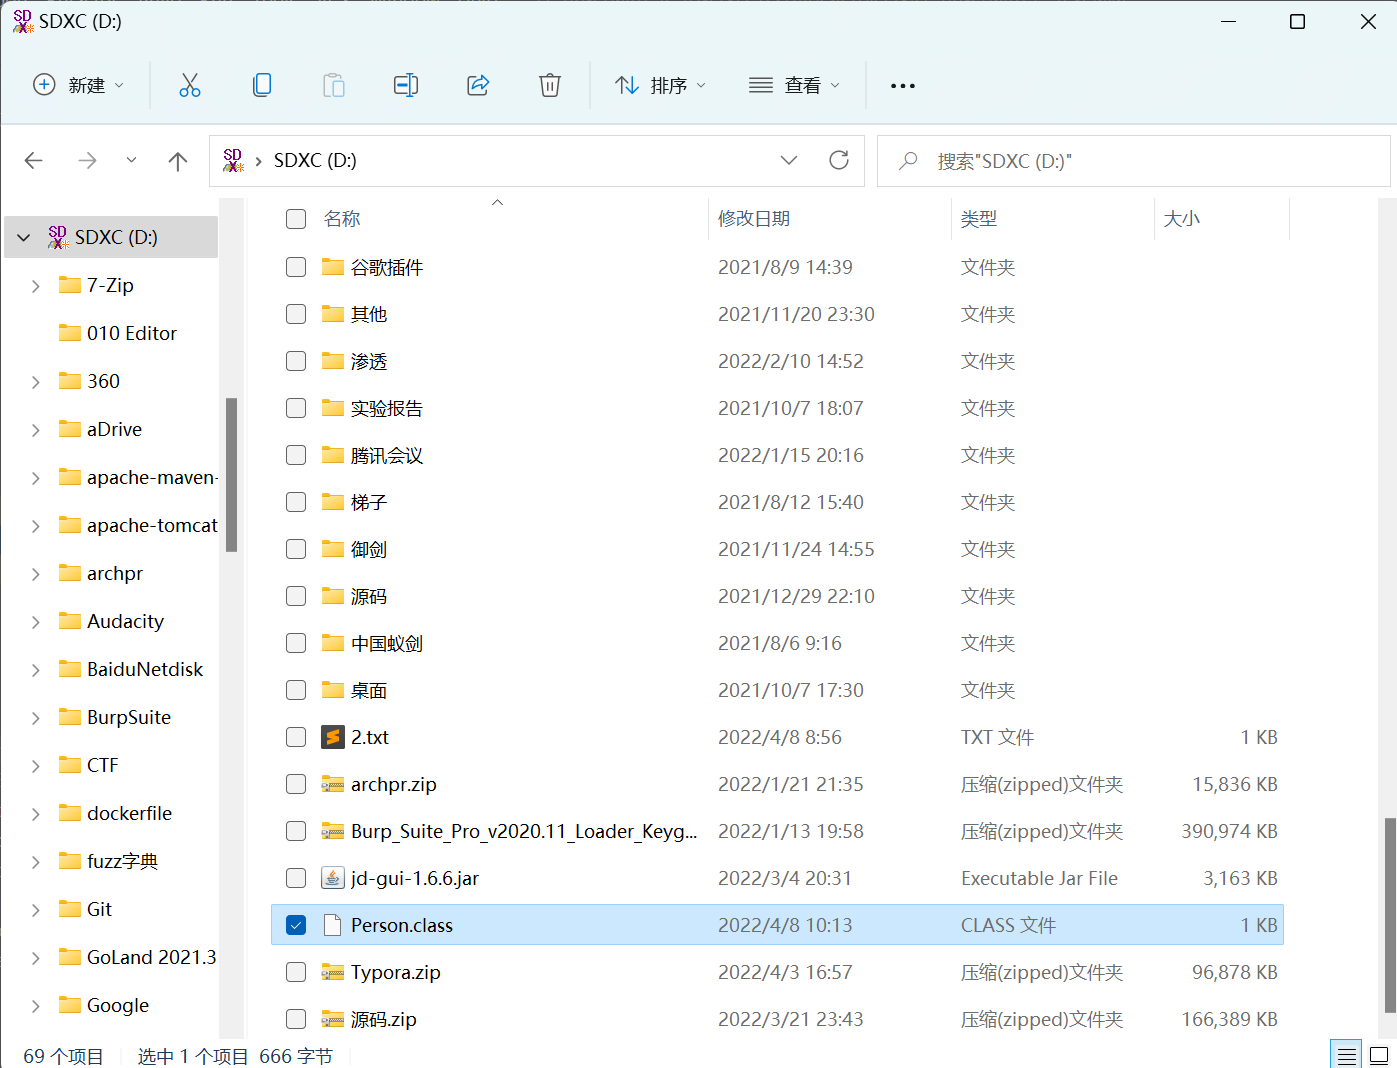 SDXC (D:)
新建
排序
查看
SDXC (D:)
搜索"SDXC (D:)"
名称 修改日期 类型 大小
SDXC (D:)
7-Zip
010 Editor
360
aDrive
apache-maven-
apache-tomcat
archpr
Audacity
BaiduNetdisk
BurpSuite
CTF
dockerfile
fuzz字典
Git
GoLand 2021.3
Google
谷歌插件 2021/8/9 14:39 文件夹
其他 2021/11/20 23:30 文件夹
渗透 2022/2/10 14:52 文件夹
实验报告 2021/10/7 18:07 文件夹
腾讯会议 2022/1/15 20:16 文件夹
梯子 2021/8/12 15:40 文件夹
御剑 2021/11/24 14:55 文件夹
源码 2021/12/29 22:10 文件夹
中国蚁剑 2021/8/6 9:16 文件夹
桌面 2021/10/7 17:30 文件夹
2.txt 2022/4/8 8:56 TXT 文件 1 KB
archpr.zip 2022/1/21 21:35 压缩(zipped)文件夹 15,836 KB
Burp_Suite_Pro_v2020.11_Loader_Keyg... 2022/1/13 19:58 压缩(zipped)文件夹 390,974 KB
jd-gui-1.6.6.jar 2022/3/4 20:31 Executable Jar File 3,163 KB
Person.class 2022/4/8 10:13 CLASS 文件 1 KB
Typora.zip 2022/4/3 16:57 压缩(zipped)文件夹 96,878 KB
源码.zip 2022/3/21 23:43 压缩(zipped)文件夹 166,389 KB
69 个项目 选中 1 个项目 666 字节